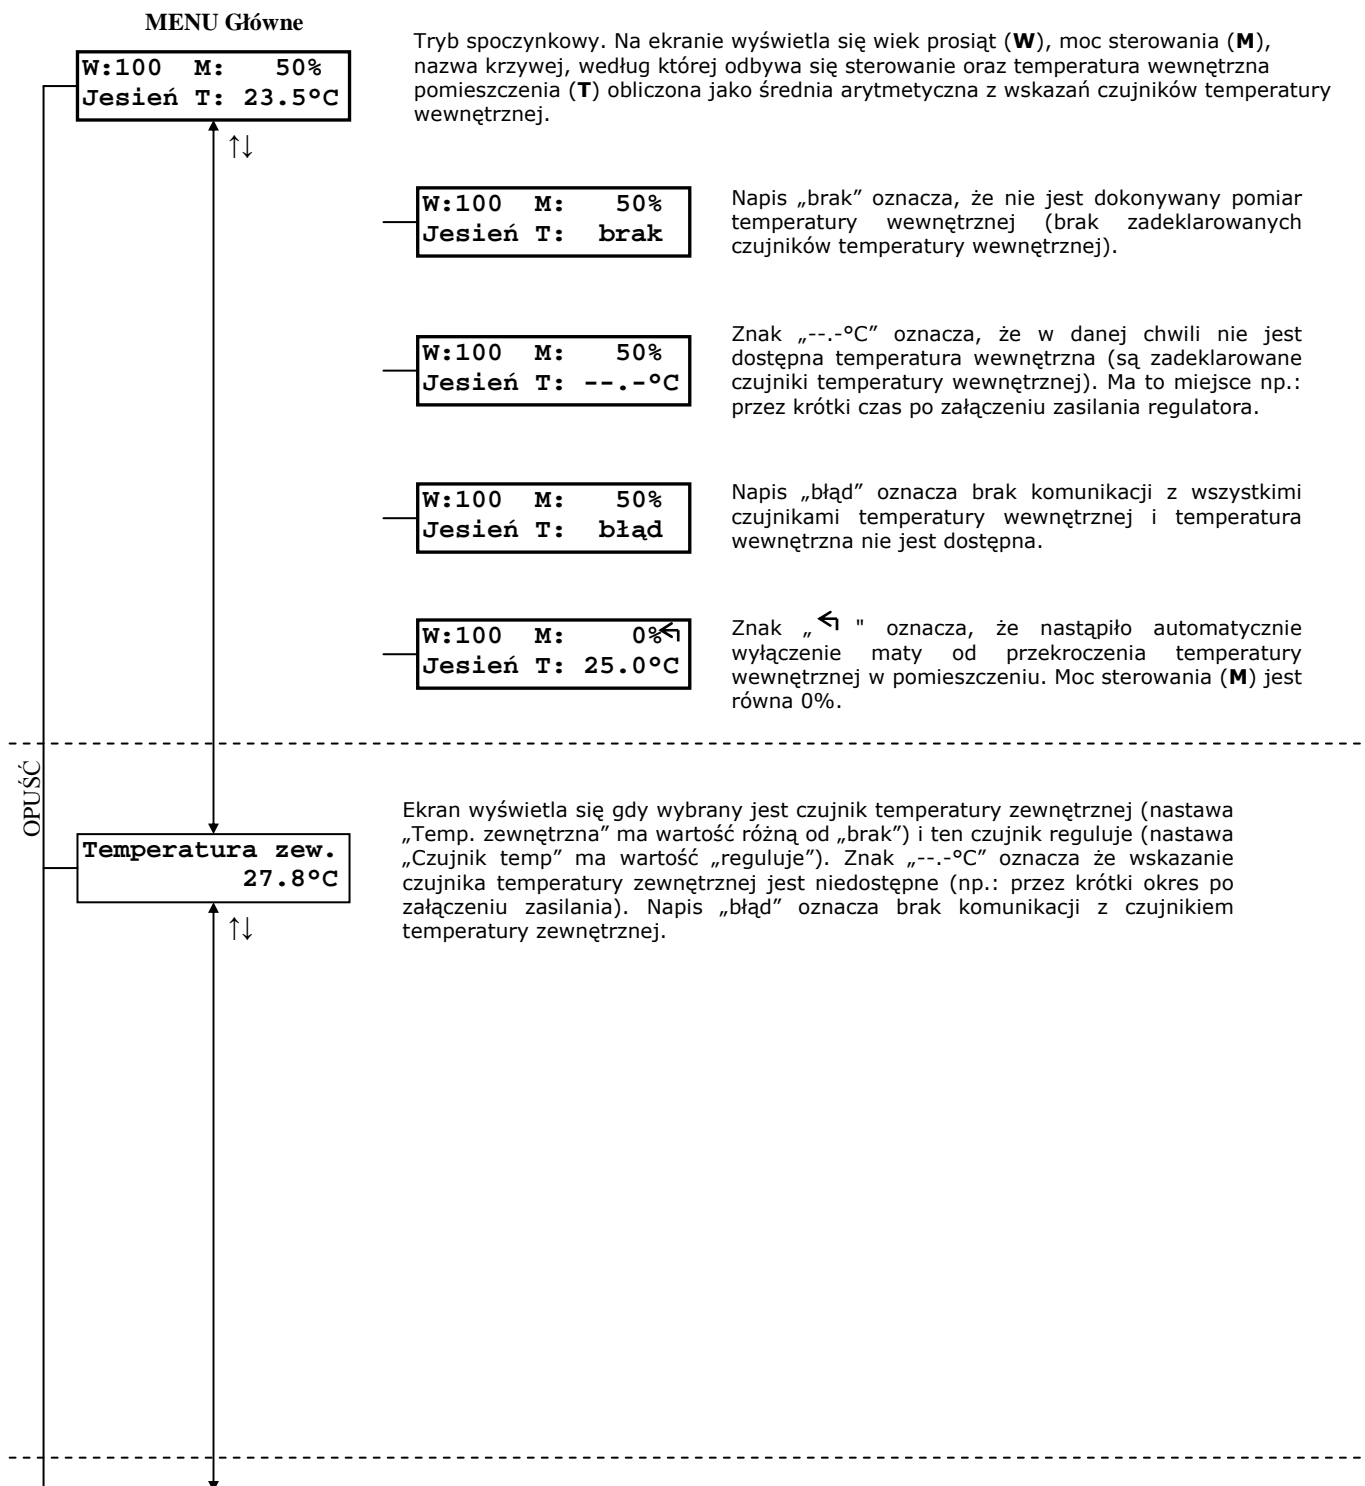 MENU Główne
W:100 M: 50%
Jesień T: 23.5°C
Tryb spoczynkowy. Na ekranie wyświetla się wiek prosiąt (W), moc sterowania (M),
nazwa krzywej, według której odbywa się sterowanie oraz temperatura wewnętrzna
pomieszczenia (T) obliczona jako średnia arytmetyczna z wskazań czujników temperatury
wewnętrznej.
↑↓
W:100 M: 50%
Jesień T: brak
Napis „brak” oznacza, że nie jest dokonywany pomiar
temperatury wewnętrznej (brak zadeklarowanych
czujników temperatury wewnętrznej).
W:100 M: 50%
Jesień T: --.-°C
Znak „--.-°C” oznacza, że w danej chwili nie jest
dostępna temperatura wewnętrzna (są zadeklarowane
czujniki temperatury wewnętrznej). Ma to miejsce np.:
przez krótki czas po załączeniu zasilania regulatora.
W:100 M: 50%
Jesień T: błąd
Napis „błąd” oznacza brak komunikacji z wszystkimi
czujnikami temperatury wewnętrznej i temperatura
wewnętrzna nie jest dostępna.
W:100 M: 0%↰
Jesień T: 25.0°C
Znak „↰ " oznacza, że nastąpiło automatycznie
wyłączenie maty od przekroczenia temperatury
wewnętrznej w pomieszczeniu. Moc sterowania (M) jest
równa 0%.
OPUŚĆ
Temperatura zew.
27.8°C
Ekran wyświetla się gdy wybrany jest czujnik temperatury zewnętrznej (nastawa
„Temp. zewnętrzna” ma wartość różną od „brak”) i ten czujnik reguluje (nastawa
„Czujnik temp” ma wartość „reguluje”). Znak „--.-°C” oznacza że wskazanie
czujnika temperatury zewnętrznej jest niedostępne (np.: przez krótki okres po
załączeniu zasilania). Napis „błąd” oznacza brak komunikacji z czujnikiem
temperatury zewnętrznej.
↑↓